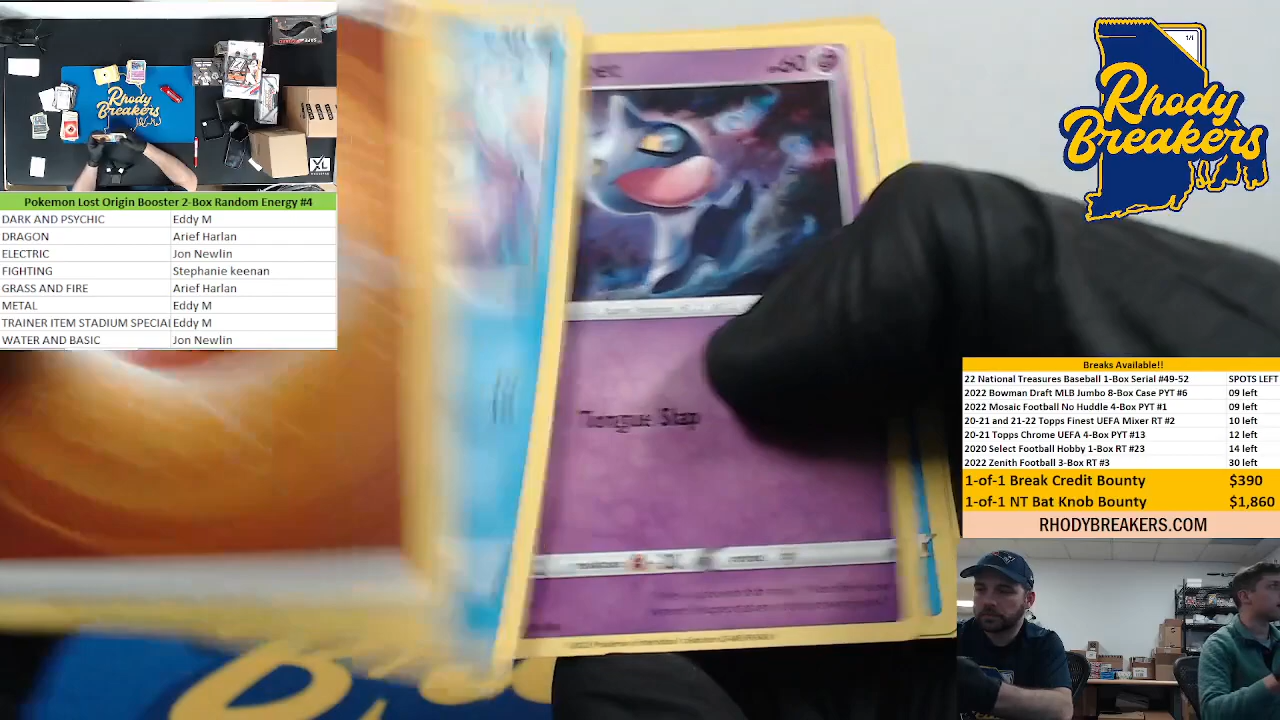 Rhody
Breakers
XL
Pokemon Lost Origin Booster 2-Box Random Energy #4
DARK AND PSYCHIC Eddy M
DRAGON Arief Harlan
ELECTRIC Jon Newlin
FIGHTING Stephanie keenan
GRASS AND FIRE Arief Harlan
METAL Eddy M
TRAINER ITEM STADIUM SPECIAL Eddy M
WATER AND BASIC Jon Newlin
60
Tongue Slap
1/1
Rhody
Breakers
Breaks Available!!
22 National Treasures Baseball 1-Box Serial #49-52 SPOTS LEFT
2022 Bowman Draft MLB Jumbo 8-Box Case PYT #6 09 left
2022 Mosaic Football No Huddle 4-Box PYT #1 09 left
20-21 and 21-22 Topps Finest UEFA Mixer RT #2 10 left
20-21 Topps Chrome UEFA 4-Box PYT #13 12 left
2020 Select Football Hobby 1-Box RT #23 14 left
2022 Zenith Football 3-Box RT #3 30 left
1-of-1 Break Credit Bounty $390
1-of-1 NT Bat Knob Bounty $1,860
RHODYBREAKERS.COM